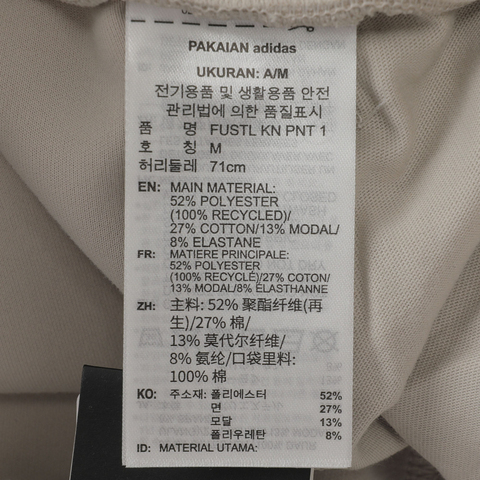 PAKAIAN adidas
UKURAN: A/M
전기용품 및 생활용품 안전
관리법에 의한 품질표시
품 명 FUSTL KN PNT 1
호 칭 M
허리둘레 71cm
EN: MAIN MATERIAL:
52% POLYESTER
(100% RECYCLED)/
27% COTTON/13% MODAL/
8% ELASTANE
FR: MATIERE PRINCIPALE:
52% POLYESTER
(100% RECYCLÉ)/27% COTON/
13% MODAL/8% ÉLASTHANNE
ZH: 主料: 52% 聚酯纤维(再
生)/27% 棉/
13% 莫代尔纤维/
8% 氨纶/口袋里料:
100% 棉
KO: 주소재: 폴리에스터 52%
면 27%
모달 13%
폴리우레탄 8%
ID: MATERIAL UTAMA: